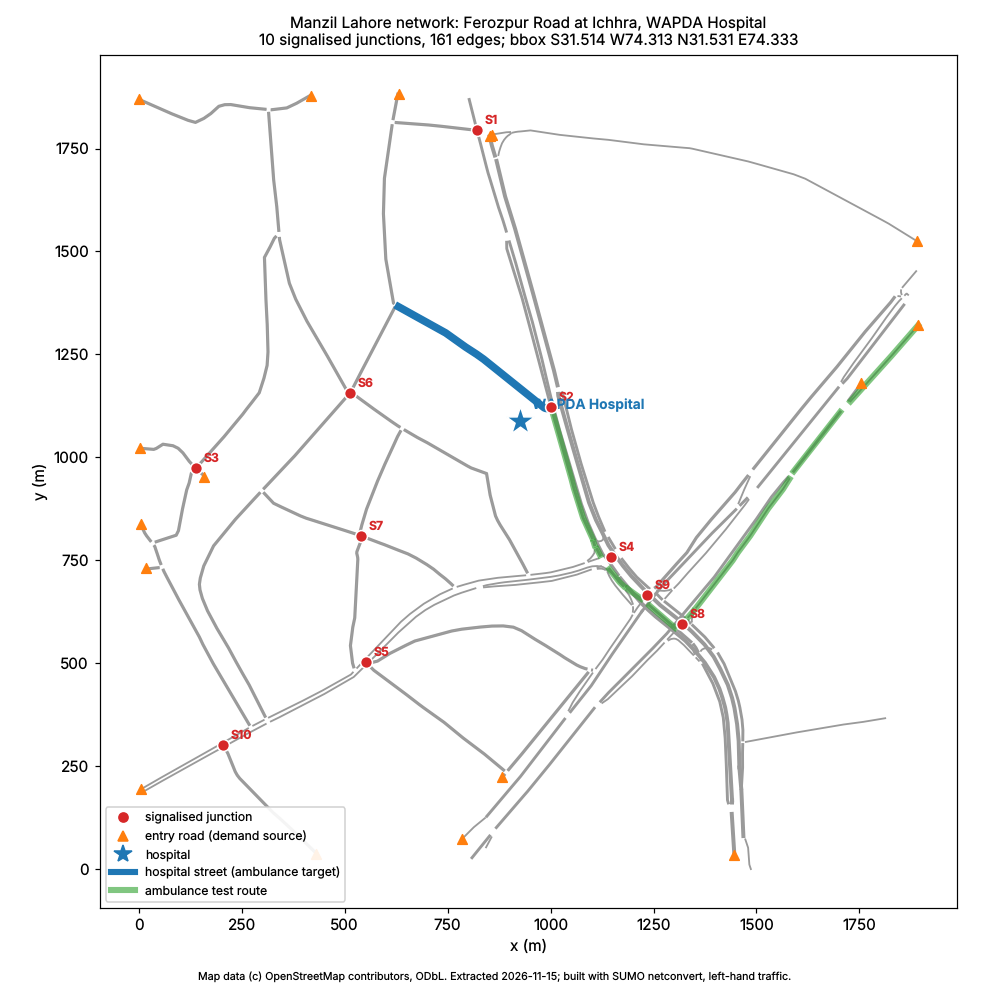 Manzil Lahore network: Ferozpur Road at Ichhra, WAPDA Hospital
10 signalised junctions, 161 edges; bbox S31.514 W74.313 N31.531 E74.333
S1
1750
1500
1250
S6
S2
WAPDA Hospital
1000
S3
S7
S4
750
S9
S8
500
S5
S10
250
0
y (m)
signalised junction
entry road (demand source)
hospital
hospital street (ambulance target)
ambulance test route
0
250
500
750
1000
1250
1500
1750
x (m)
Map data (c) OpenStreetMap contributors, ODbL. Extracted 2026-11-15; built with SUMO netconvert, left-hand traffic.